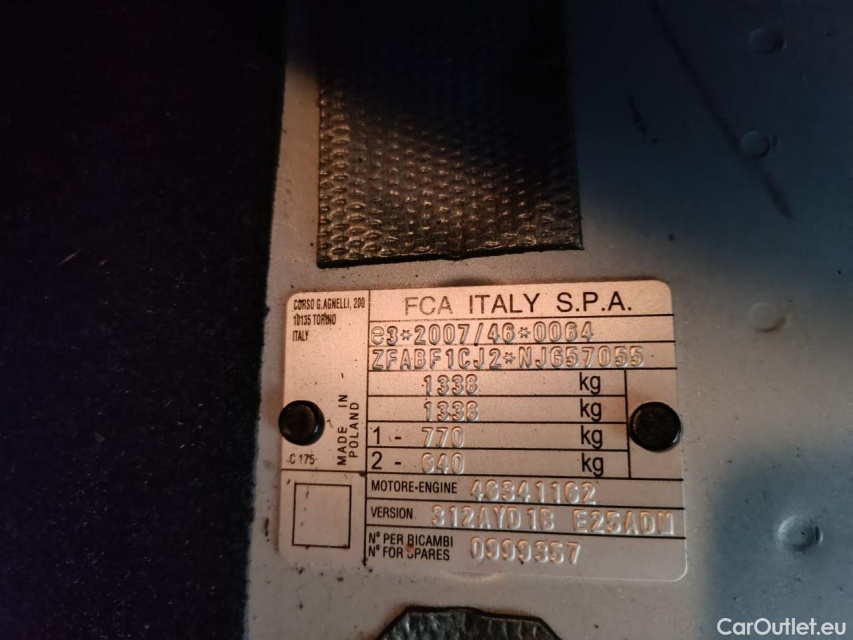 CORSO G.AGNELLI, 200
10135 TORINO
ITALY
FCA ITALY S.P.A.
e3*2007/46*0064
ZFABF1CJ2*NJG57055
1338 kg
1338 kg
1 - 770 kg
2 - 640 kg
MADE IN
POLAND
C 175
MOTORE-ENGINE 46341162
VERSION 312AYD1B E25ADM
N° PER RICAMBI
N° FOR SPARES 0999357
CarOutlet.eu